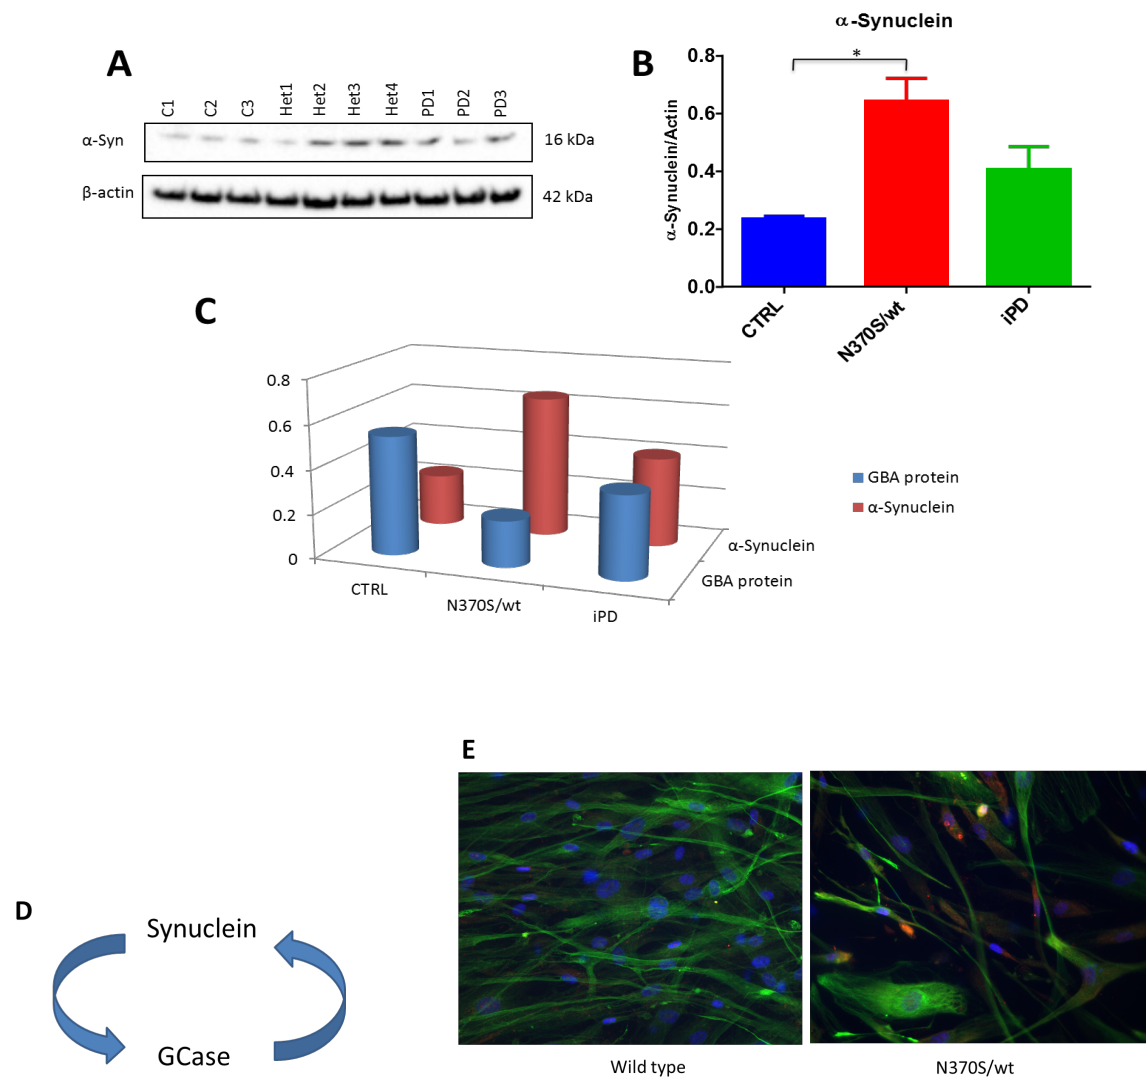 A
C1 C2 C3 Het1 Het2 Het3 Het4 PD1 PD2 PD3
α-Syn 16 kDa
β-actin 42 kDa
B
α-Synuclein
*
α-Synuclein/Actin
0.8
0.6
0.4
0.2
0.0
CTRL N370S/wt iPD
C
0.8
0.6
0.4
0.2
0
CTRL
N370S/wt
iPD
α-Synuclein
GBA protein
GBA protein
α-Synuclein
D
Synuclein
GCase
E
Wild type N370S/wt